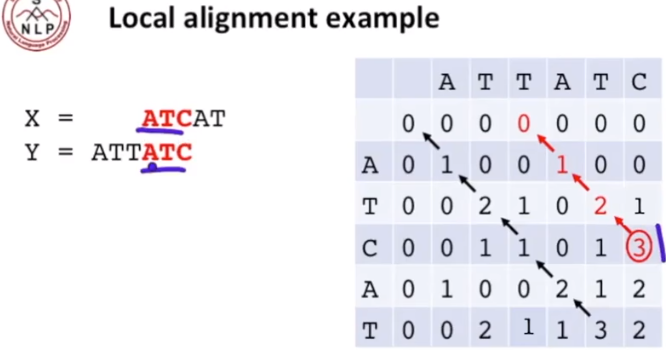 NLP
Local alignment example
X = ATCAT
Y = ATTATC
A T T A T C
0 0 0 0 0 0 0
A 0 1 0 0 1 0 0
T 0 0 2 1 0 2 1
C 0 0 1 1 0 1 3
A 0 1 0 0 2 1 2
T 0 0 2 1 1 3 2